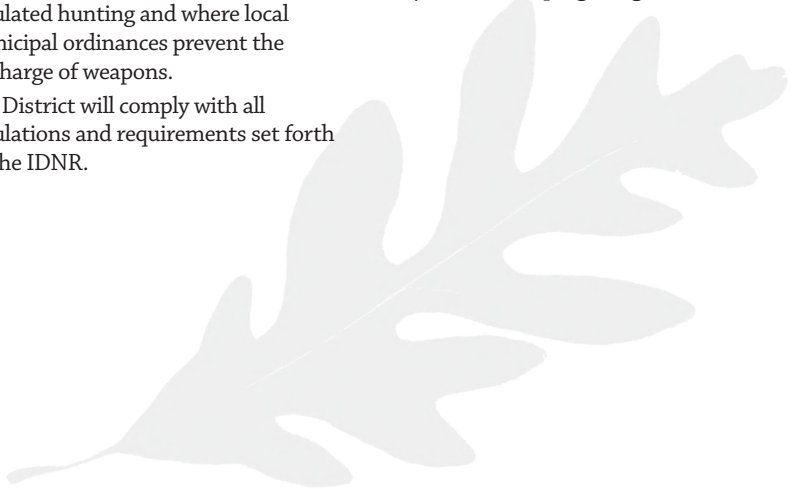 ulated hunting and where local
nicipal ordinances prevent the
harge of weapons.
District will comply with all
ulations and requirements set forth
he IDNR.